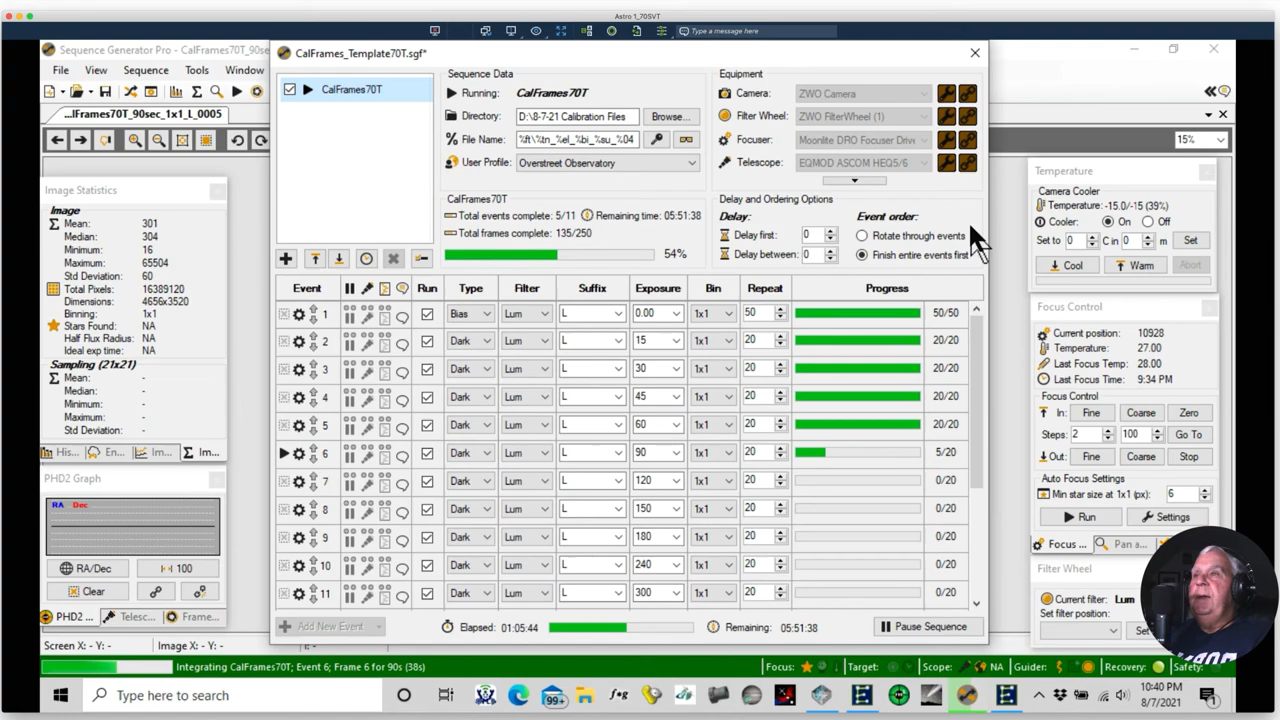 Astro 1_70SVT
Type a message here
Sequence Generator Pro - CalFrames70T_90se
File View Sequence Tools Window
...lFrames70T_90sec_1x1_L_0005
15%
Image Statistics
Image
Mean: 301
Median: 304
Minimum: 16
Maximum: 65504
Std Deviation: 60
Total Pixels: 16389120
Dimensions: 4656x3520
Binning: 1x1
Stars Found: NA
Half Flux Radius: NA
Ideal exp time: NA
Sampling (21x21)
Mean: -
Median: -
Minimum: -
Maximum: -
Std Deviation: -
His... En... Im... Im...
PHD2 Graph
RA Dec
RA/Dec 100
Clear
PHD2 ... Telesc... Frame...
Screen X: - Y: - Image X: - Y: - I: -
CalFrames_Template70T.sgf*
CalFrames70T
Sequence Data
Running: CalFrames70T
Directory: D:\8-7-21 Calibration Files Browse...
File Name: %ft\%tn_%el_%bi_%su_%04
User Profile: Overstreet Observatory
CalFrames70T
Total events complete: 5/11 Remaining time: 05:51:38
Total frames complete: 135/250
54%
Equipment
Camera: ZWO Camera
Filter Wheel: ZWO FilterWheel (1)
Focuser: Moonlite DRO Focuser Drive
Telescope: EQMOD ASCOM HEQ5/6
Delay and Ordering Options
Delay: Event order:
Delay first: 0 Rotate through events
Delay between: 0 Finish entire events first
Event Run Type Filter Suffix Exposure Bin Repeat Progress
1 Bias Lum L 0.00 1x1 50 50/50
2 Dark Lum L 15 1x1 20 20/20
3 Dark Lum L 30 1x1 20 20/20
4 Dark Lum L 45 1x1 20 20/20
5 Dark Lum L 60 1x1 20 20/20
6 Dark Lum L 90 1x1 20 5/20
7 Dark Lum L 120 1x1 20 0/20
8 Dark Lum L 150 1x1 20 0/20
9 Dark Lum L 180 1x1 20 0/20
10 Dark Lum L 240 1x1 20 0/20
11 Dark Lum L 300 1x1 20 0/20
Add New Event Elapsed: 01:05:44 Remaining: 05:51:38 Pause Sequence
Temperature
Camera Cooler
Temperature: -15.0/-15 (39%)
Cooler: On Off
Set to 0 C in 0 m Set
Cool Warm Abort
Focus Control
Current position: 10928
Temperature: 27.00
Last Focus Temp: 28.00
Last Focus Time: 9:34 PM
Focus Control
In: Fine Coarse Zero
Steps: 2 100 Go To
Out: Fine Coarse Stop
Auto Focus Settings
Min star size at 1x1 (px): 6
Run Settings
Focus ... Pan a...
Filter Wheel
Current filter: Lum
Set filter position:
Integrating CalFrames70T; Event 6; Frame 6 for 90s (38s) Focus: Target: Scope: NA Guider: Recovery: Safety:
Type here to search
99+
10:40 PM
8/7/2021